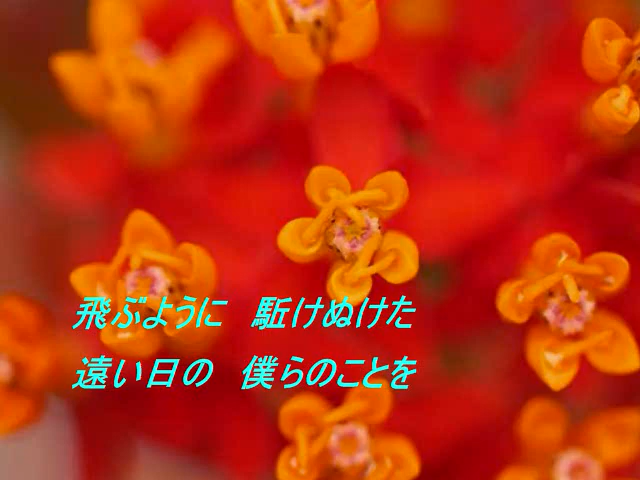 飛ぶように　駈けぬけた
遠い日の　僕らのことを